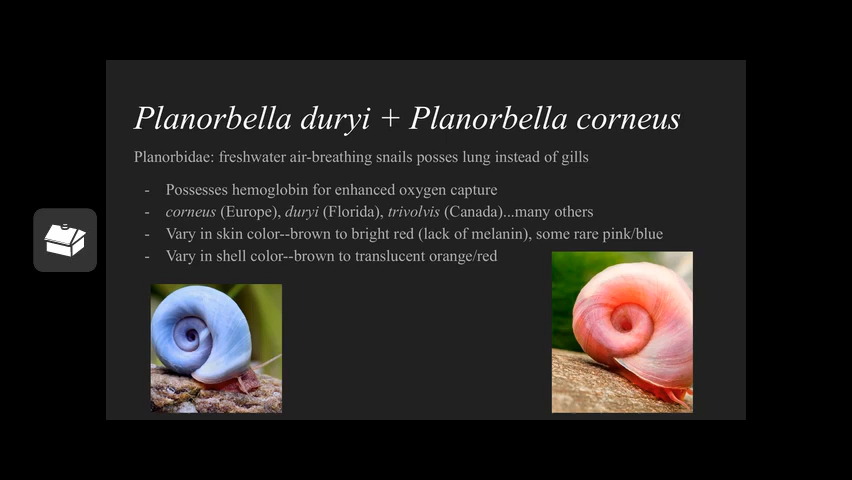 Planorbella duryi + Planorbella corneus
Planorbidae: freshwater air-breathing snails posses lung instead of gills
- Possesses hemoglobin for enhanced oxygen capture
- corneus (Europe), duryi (Florida), trivolvis (Canada)...many others
- Vary in skin color--brown to bright red (lack of melanin), some rare pink/blue
- Vary in shell color--brown to translucent orange/red